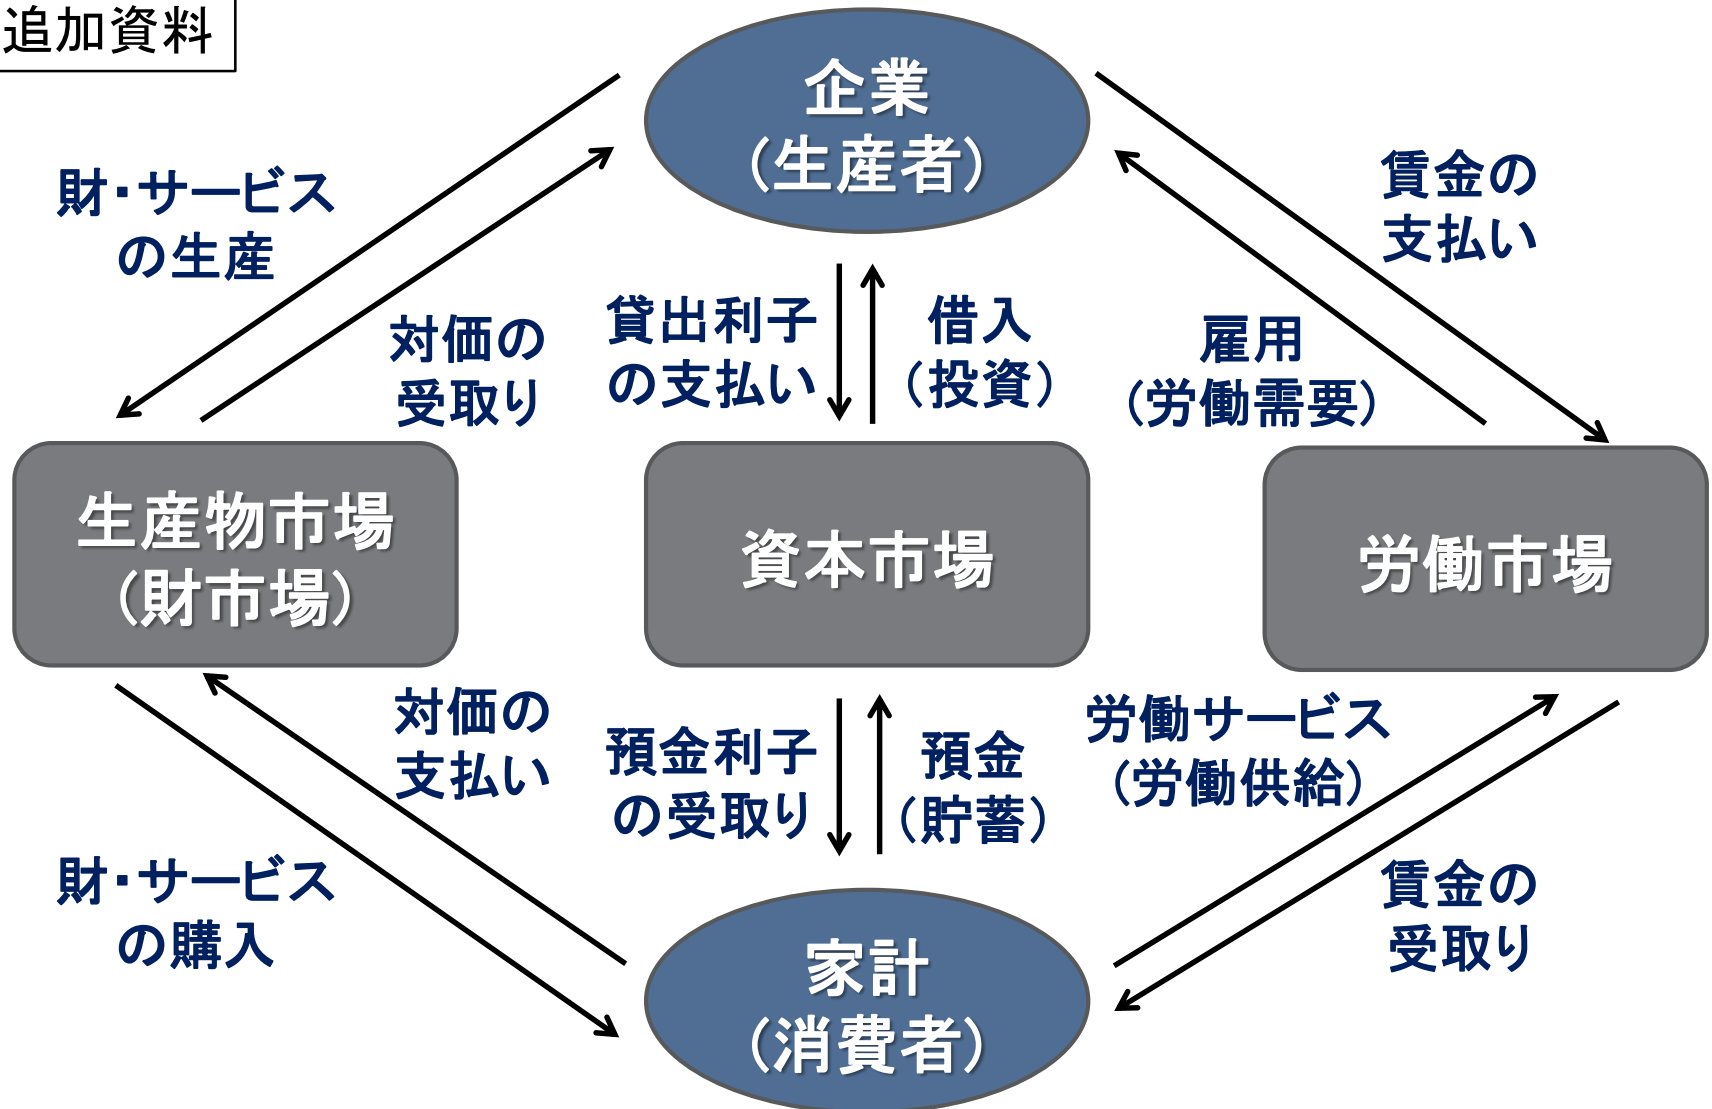 追加資料
企業
（生産者）
財・サービス
の生産
対価の
受取り
貸出利子
の支払い
借入
（投資）
雇用
（労働需要）
賃金の
支払い
生産物市場
（財市場）
資本市場
労働市場
対価の
支払い
財・サービス
の購入
預金利子
の受取り
預金
（貯蓄）
労働サービス
（労働供給）
賃金の
受取り
家計
（消費者）